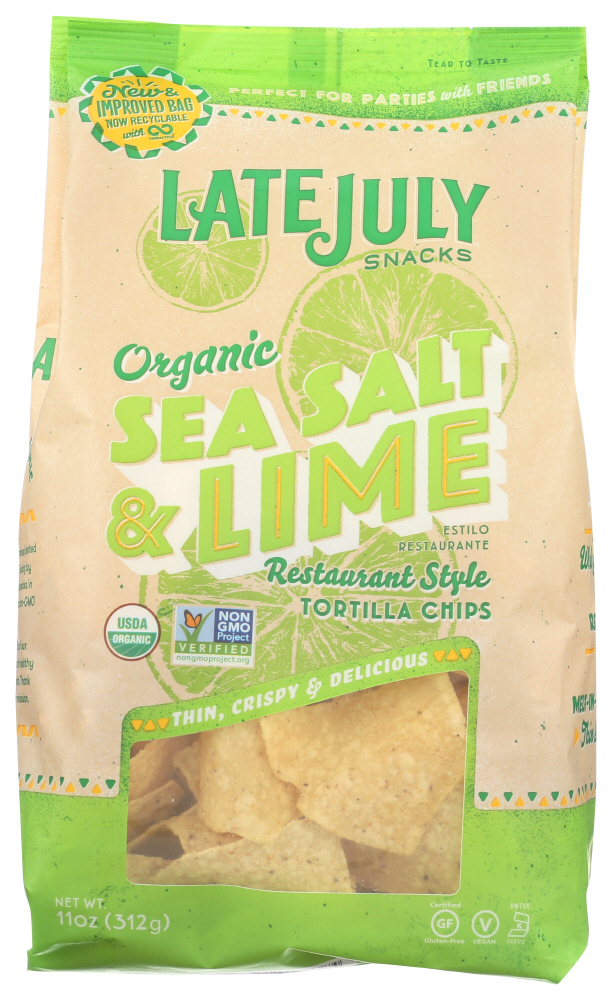 TEAR TO TASTE
PERFECT FOR PARTIES with FRIENDS
New &
IMPROVED BAG
NOW RECYCLABLE
with
LATE JULY
SNACKS
Organic
SEA SALT
& LIME
ESTILO
RESTAURANTE
Restaurant Style
TORTILLA CHIPS
USDA
ORGANIC
NON
GMO
Project
VERIFIED
nongmoproject.org
THIN, CRISPY & DELICIOUS
NET WT.
11oz (312g)
Certified
GF
Gluten-Free
V
VEGAN